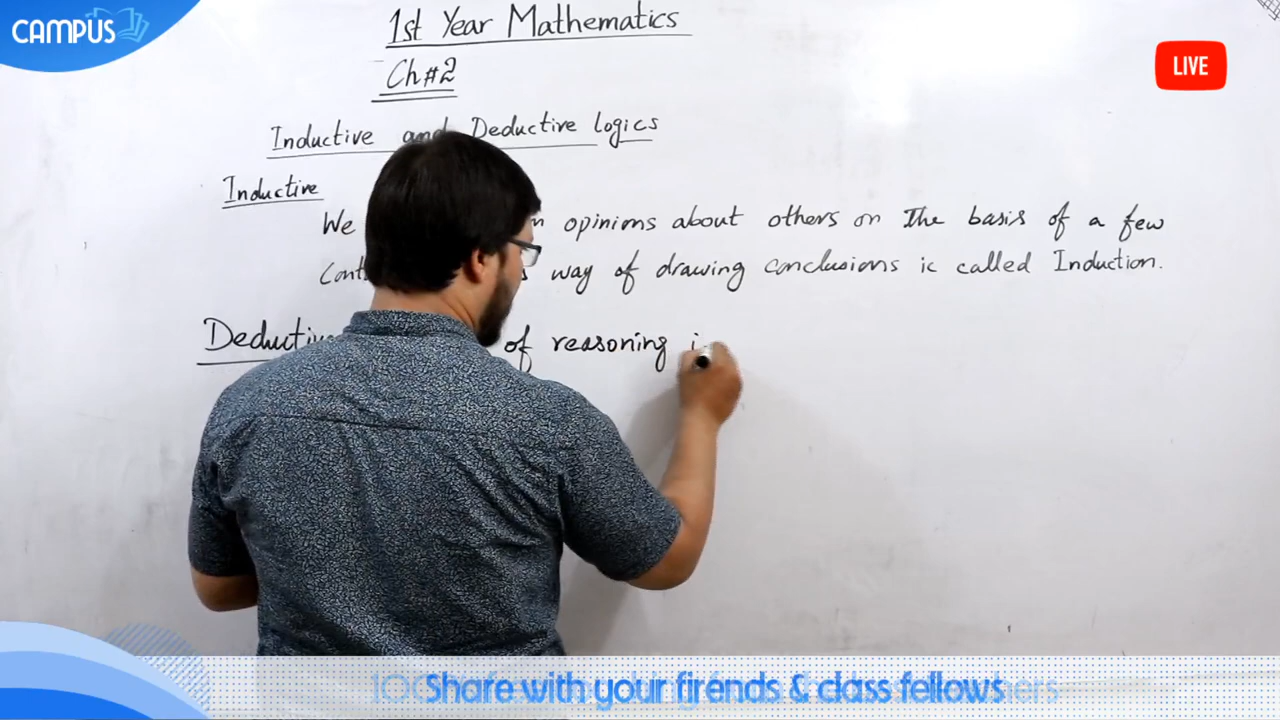 CAMPUS
1st Year Mathematics
LIVE
Ch#2
Inductive and Deductive logics
Inductive
We opinions about others on the basis of a few
way of drawing conclusions is called Induction.
of reasoning
Share with your firends & class fellows